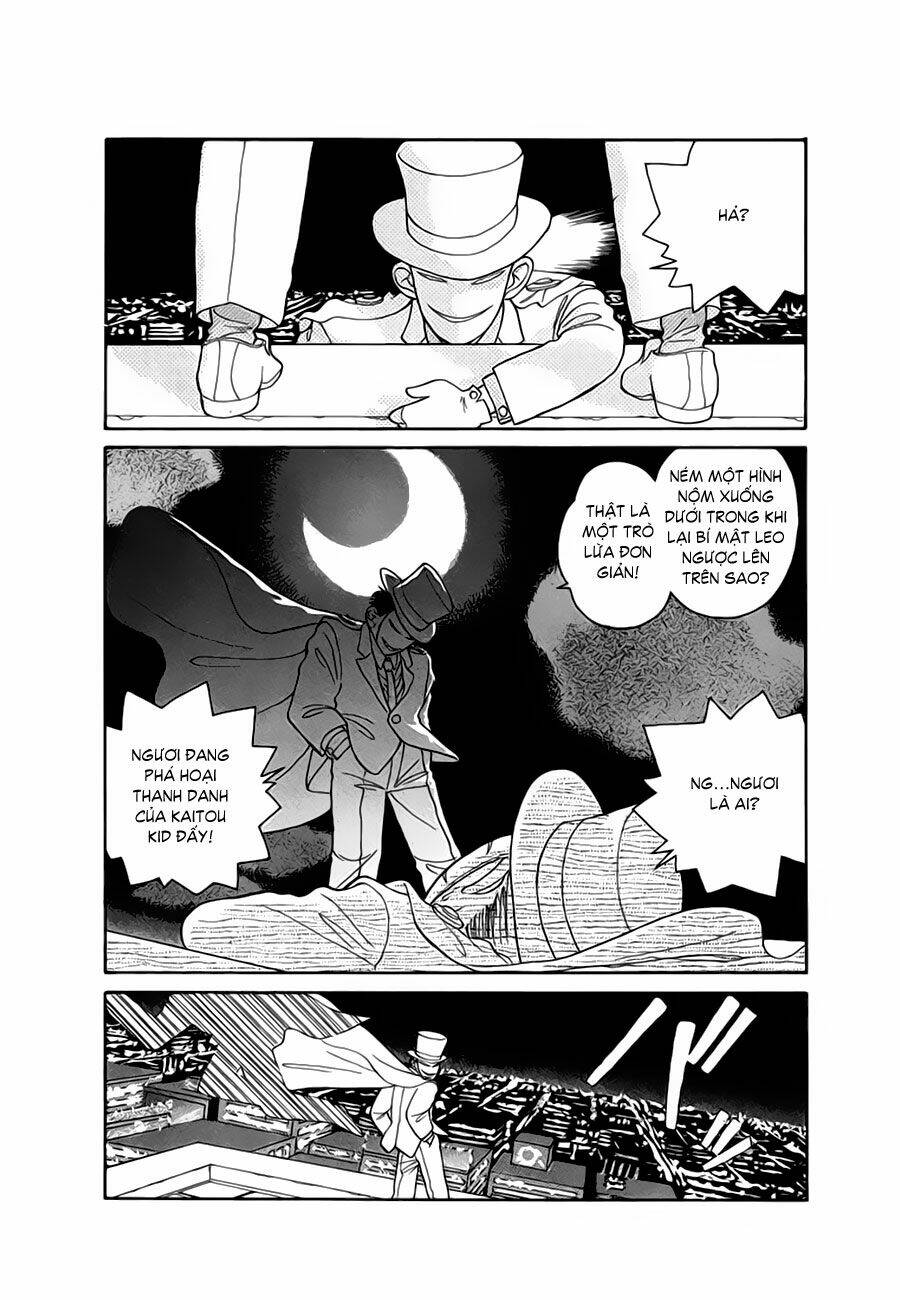 HẢ?
NÉM MỘT HÌNH
NỘM XUỐNG
DƯỚI TRONG KHI
LẠI BÍ MẬT LEO
NGƯỢC LÊN
TRÊN SAO?
THẬT LÀ
MỘT TRÒ
LỪA ĐƠN
GIẢN!
NG...NGƯƠI
LÀ AI?
NGƯƠI ĐANG
PHÁ HOẠI
THANH DANH
CỦA KAITOU
KID ĐẤY!
バッ